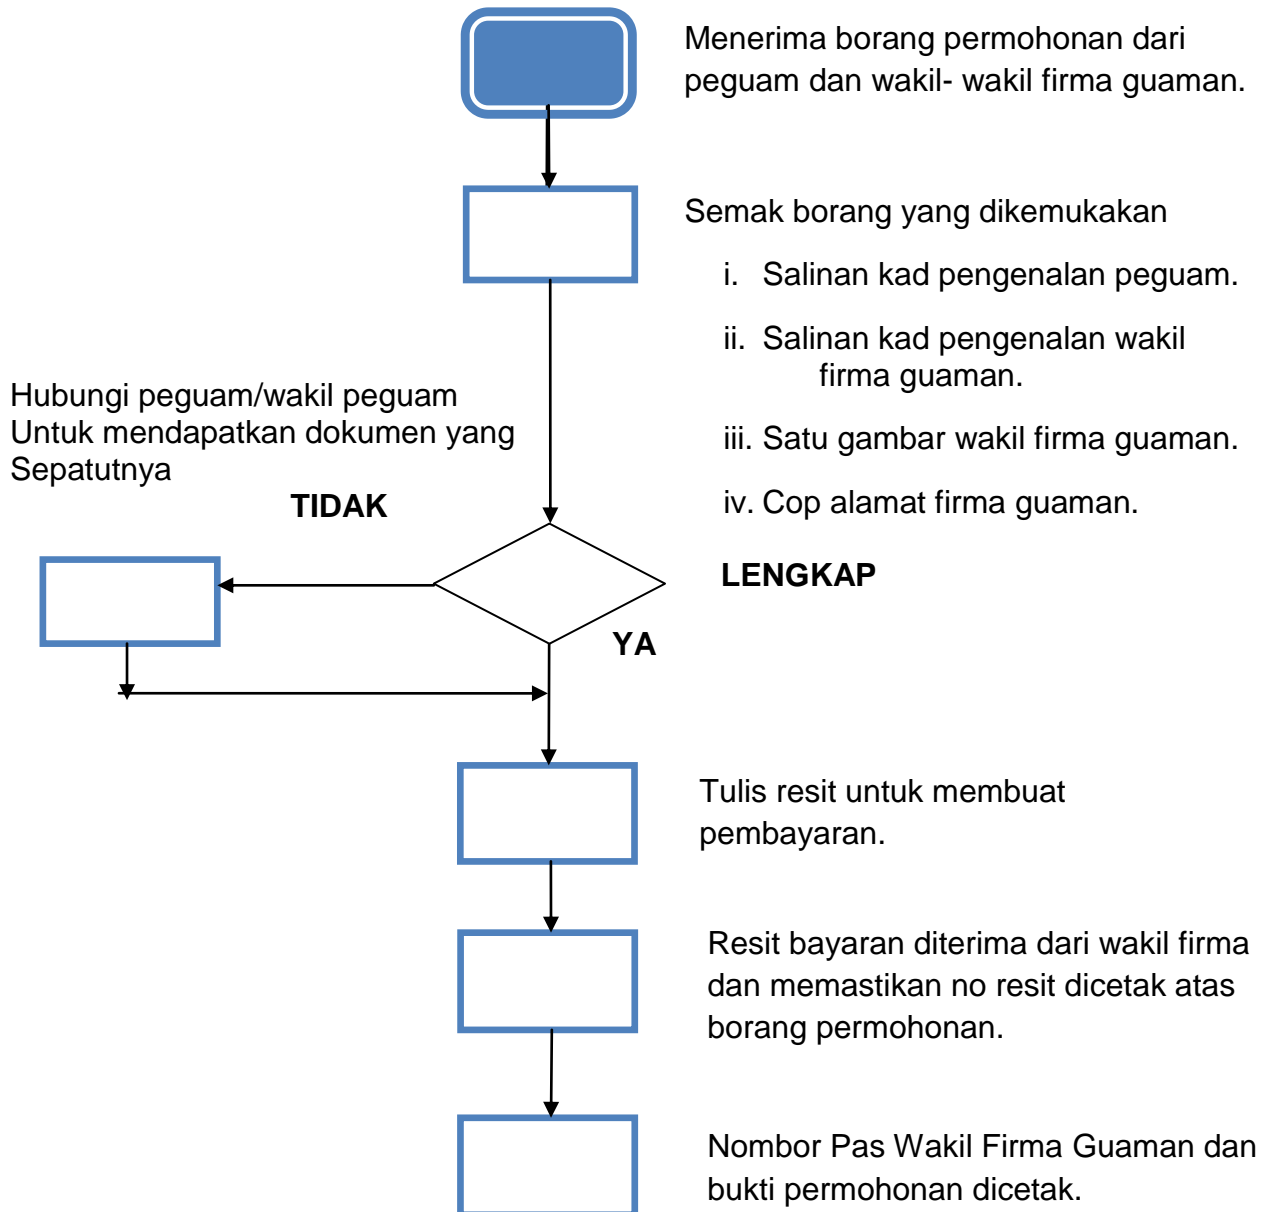 Menerima borang permohonan dari
peguam dan wakil- wakil firma guaman.
Semak borang yang dikemukakan
i. Salinan kad pengenalan peguam.
ii. Salinan kad pengenalan wakil
firma guaman.
iii. Satu gambar wakil firma guaman.
iv. Cop alamat firma guaman.
Hubungi peguam/wakil peguam
Untuk mendapatkan dokumen yang
Sepatutnya
TIDAK
LENGKAP
YA
Tulis resit untuk membuat
pembayaran.
Resit bayaran diterima dari wakil firma
dan memastikan no resit dicetak atas
borang permohonan.
Nombor Pas Wakil Firma Guaman dan
bukti permohonan dicetak.